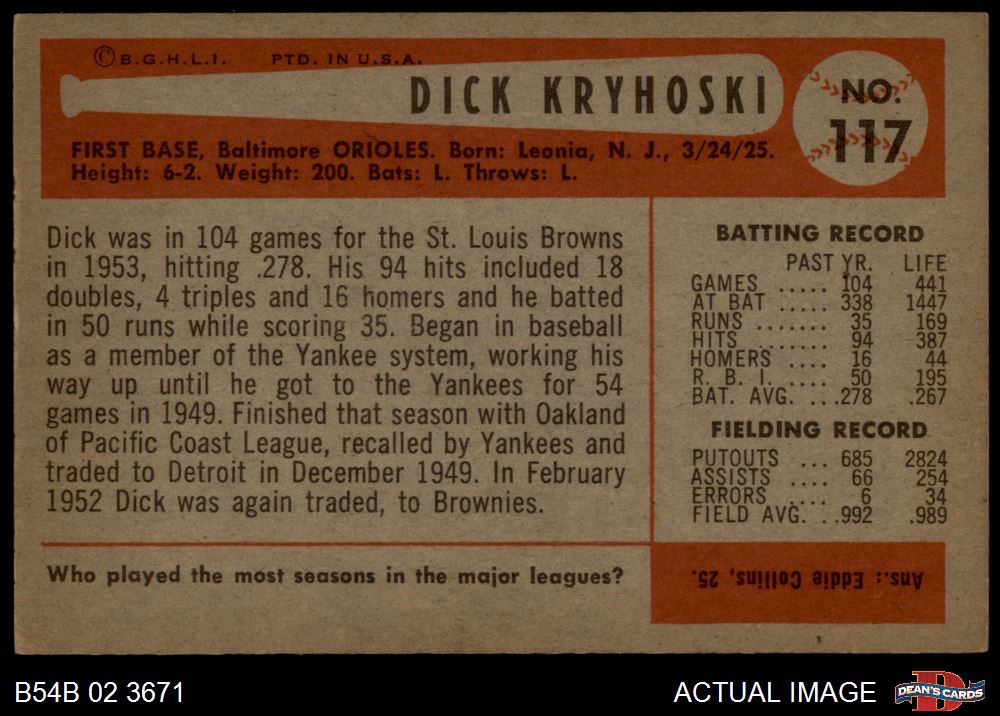 ©B.G.H.L.I. PTD. IN U.S.A.
DICK KRYHOSKI
NO.
117
FIRST BASE, Baltimore ORIOLES. Born: Leonia, N. J., 3/24/25.
Height: 6-2. Weight: 200. Bats: L. Throws: L.
Dick was in 104 games for the St. Louis Browns
in 1953, hitting .278. His 94 hits included 18
doubles, 4 triples and 16 homers and he batted
in 50 runs while scoring 35. Began in baseball
as a member of the Yankee system, working his
way up until he got to the Yankees for 54
games in 1949. Finished that season with Oakland
of Pacific Coast League, recalled by Yankees and
traded to Detroit in December 1949. In February
1952 Dick was again traded, to Brownies.
BATTING RECORD
PAST YR. LIFE
GAMES ..... 104 441
AT BAT ..... 338 1447
RUNS ....... 35 169
HITS ....... 94 387
HOMERS .... 16 44
R. B. I. .... 50 195
BAT. AVG. ...278 .267
FIELDING RECORD
PUTOUTS ... 685 2824
ASSISTS .... 66 254
ERRORS .... 6 34
FIELD AVG. ..992 .989
Who played the most seasons in the major leagues?
Ans.: Eddie Collins, 25.
B54B 02 3671
ACTUAL IMAGE
D
DEAN'S CARDS